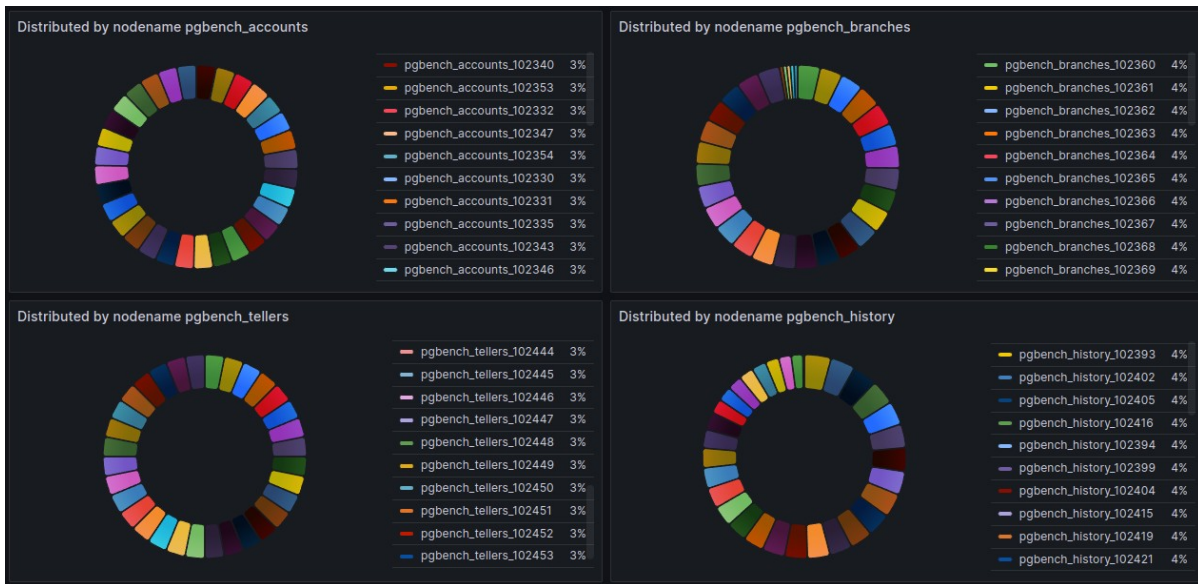 Distributed by nodename pgbench_accounts
pgbench_accounts_102340 3%
pgbench_accounts_102353 3%
pgbench_accounts_102332 3%
pgbench_accounts_102347 3%
pgbench_accounts_102354 3%
pgbench_accounts_102330 3%
pgbench_accounts_102331 3%
pgbench_accounts_102335 3%
pgbench_accounts_102343 3%
pgbench_accounts_102346 3%
Distributed by nodename pgbench_branches
pgbench_branches_102360 4%
pgbench_branches_102361 4%
pgbench_branches_102362 4%
pgbench_branches_102363 4%
pgbench_branches_102364 4%
pgbench_branches_102365 4%
pgbench_branches_102366 4%
pgbench_branches_102367 4%
pgbench_branches_102368 4%
pgbench_branches_102369 4%
Distributed by nodename pgbench_tellers
pgbench_tellers_102444 3%
pgbench_tellers_102445 3%
pgbench_tellers_102446 3%
pgbench_tellers_102447 3%
pgbench_tellers_102448 3%
pgbench_tellers_102449 3%
pgbench_tellers_102450 3%
pgbench_tellers_102451 3%
pgbench_tellers_102452 3%
pgbench_tellers_102453 3%
Distributed by nodename pgbench_history
pgbench_history_102393 4%
pgbench_history_102402 4%
pgbench_history_102405 4%
pgbench_history_102416 4%
pgbench_history_102394 4%
pgbench_history_102399 4%
pgbench_history_102404 4%
pgbench_history_102415 4%
pgbench_history_102419 4%
pgbench_history_102421 4%